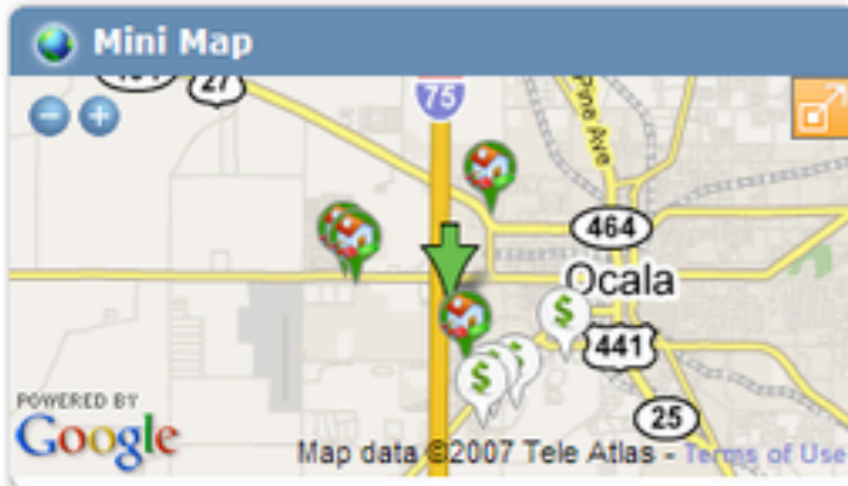 Mini Map
27
75
Pine Ave
464
Ocala
$
$
$
441
25
POWERED BY
Google
Map data ©2007 Tele Atlas - Terms of Use